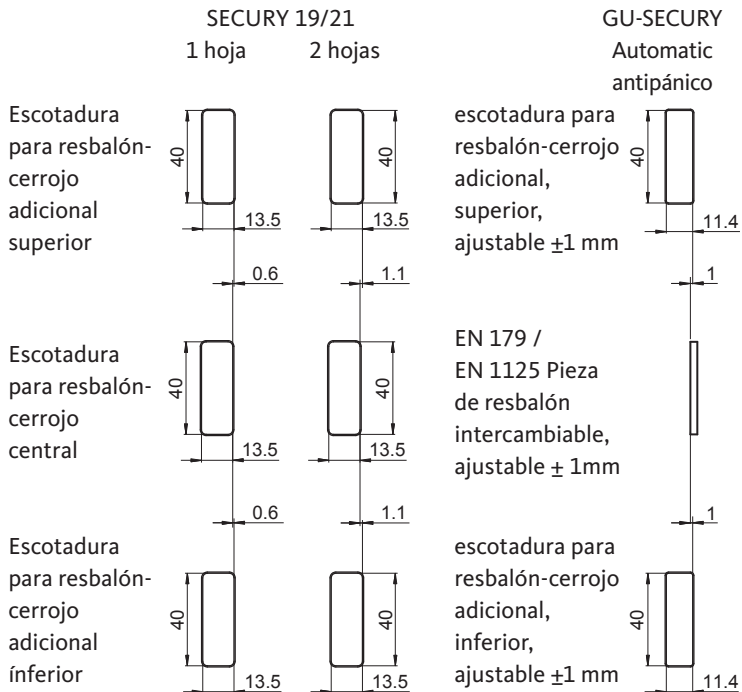 SECURY 19/21
1 hoja
2 hojas
GU-SECURY
Automatic
antipánico
Escotadura
para resbalón-
cerrojo
adicional
superior
40
13.5
40
13.5
escotadura para
resbalón-cerrojo
adicional,
superior,
ajustable ±1 mm
40
11.4
0.6
1.1
1
Escotadura
para resbalón-
cerrojo
central
40
13.5
40
13.5
EN 179 /
EN 1125 Pieza
de resbalón
intercambiable,
ajustable ± 1mm
0.6
1.1
1
Escotadura
para resbalón-
cerrojo
adicional
ínferior
40
13.5
40
13.5
escotadura para
resbalón-cerrojo
adicional,
inferior,
ajustable ±1 mm
40
11.4